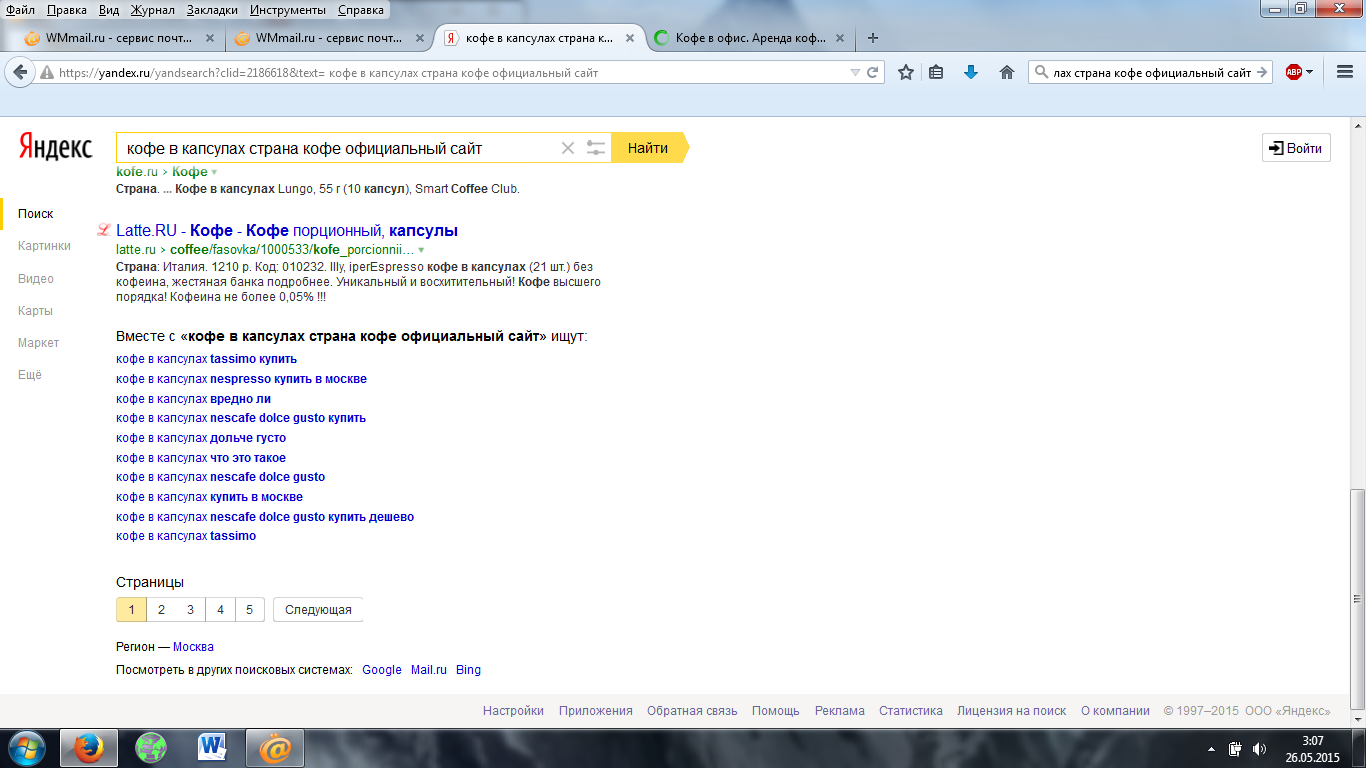 Файл Правка Вид Журнал Закладки Инструменты Справка
WMmail.ru - сервис почт... WMmail.ru - сервис почт... кофе в капсулах страна к... Кофе в офис. Аренда коф...
https://yandex.ru/yandsearch?clid=2186618&text= кофе в капсулах страна кофе официальный сайт
лах страна кофе официальный сайт
ABP
Яндекс
кофе в капсулах страна кофе официальный сайт
Найти
Войти
kofe.ru › Кофе
Страна. ... Кофе в капсулах Lungo, 55 г (10 капсул), Smart Coffee Club.
Поиск
Картинки
Видео
Карты
Маркет
Ещё
Latte.RU - Кофе - Кофе порционный, капсулы
latte.ru › coffee/fasovka/1000533/kofe_porcionnii...
Страна: Италия. 1210 р. Код: 010232. Illy, iperEspresso кофе в капсулах (21 шт.) без
кофеина, жестяная банка подробнее. Уникальный и восхитительный! Кофе высшего
порядка! Кофеина не более 0,05% !!!
Вместе с «кофе в капсулах страна кофе официальный сайт» ищут:
кофе в капсулах tassimo купить
кофе в капсулах nespresso купить в москве
кофе в капсулах вредно ли
кофе в капсулах nescafe dolce gusto купить
кофе в капсулах дольче густо
кофе в капсулах что это такое
кофе в капсулах nescafe dolce gusto
кофе в капсулах купить в москве
кофе в капсулах nescafe dolce gusto купить дешево
кофе в капсулах tassimo
Страницы
1 2 3 4 5 Следующая
Регион — Москва
Посмотреть в других поисковых системах: Google Mail.ru Bing
Настройки Приложения Обратная связь Помощь Реклама Статистика Лицензия на поиск О компании © 1997–2015 ООО «Яндекс»
3:07
26.05.2015